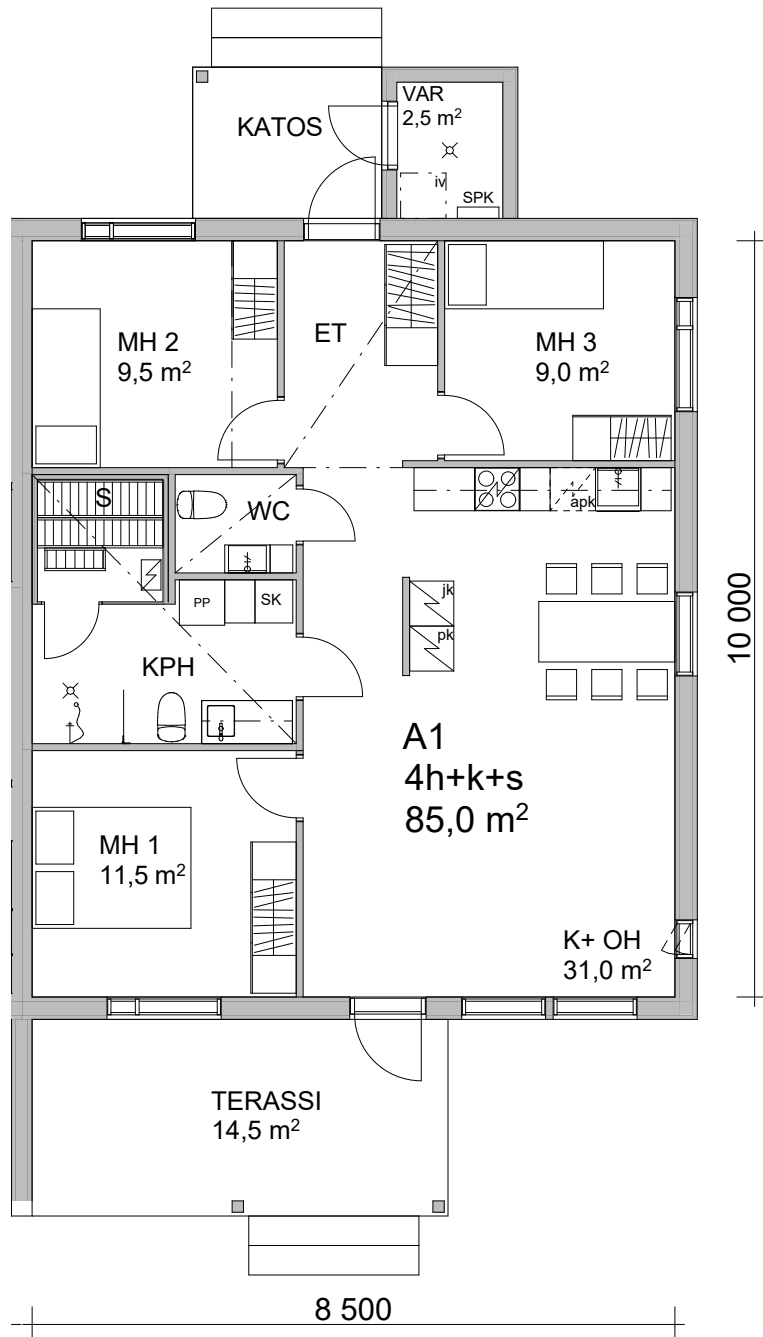 VAR
2,5 m²
KATOS
iv
SPK
MH 2
9,5 m²
ET
MH 3
9,0 m²
S
WC
apk
PP
SK
jk
pk
KPH
10 000
A1
4h+k+s
85,0 m²
MH 1
11,5 m²
K+ OH
31,0 m²
TERASSI
14,5 m²
8 500